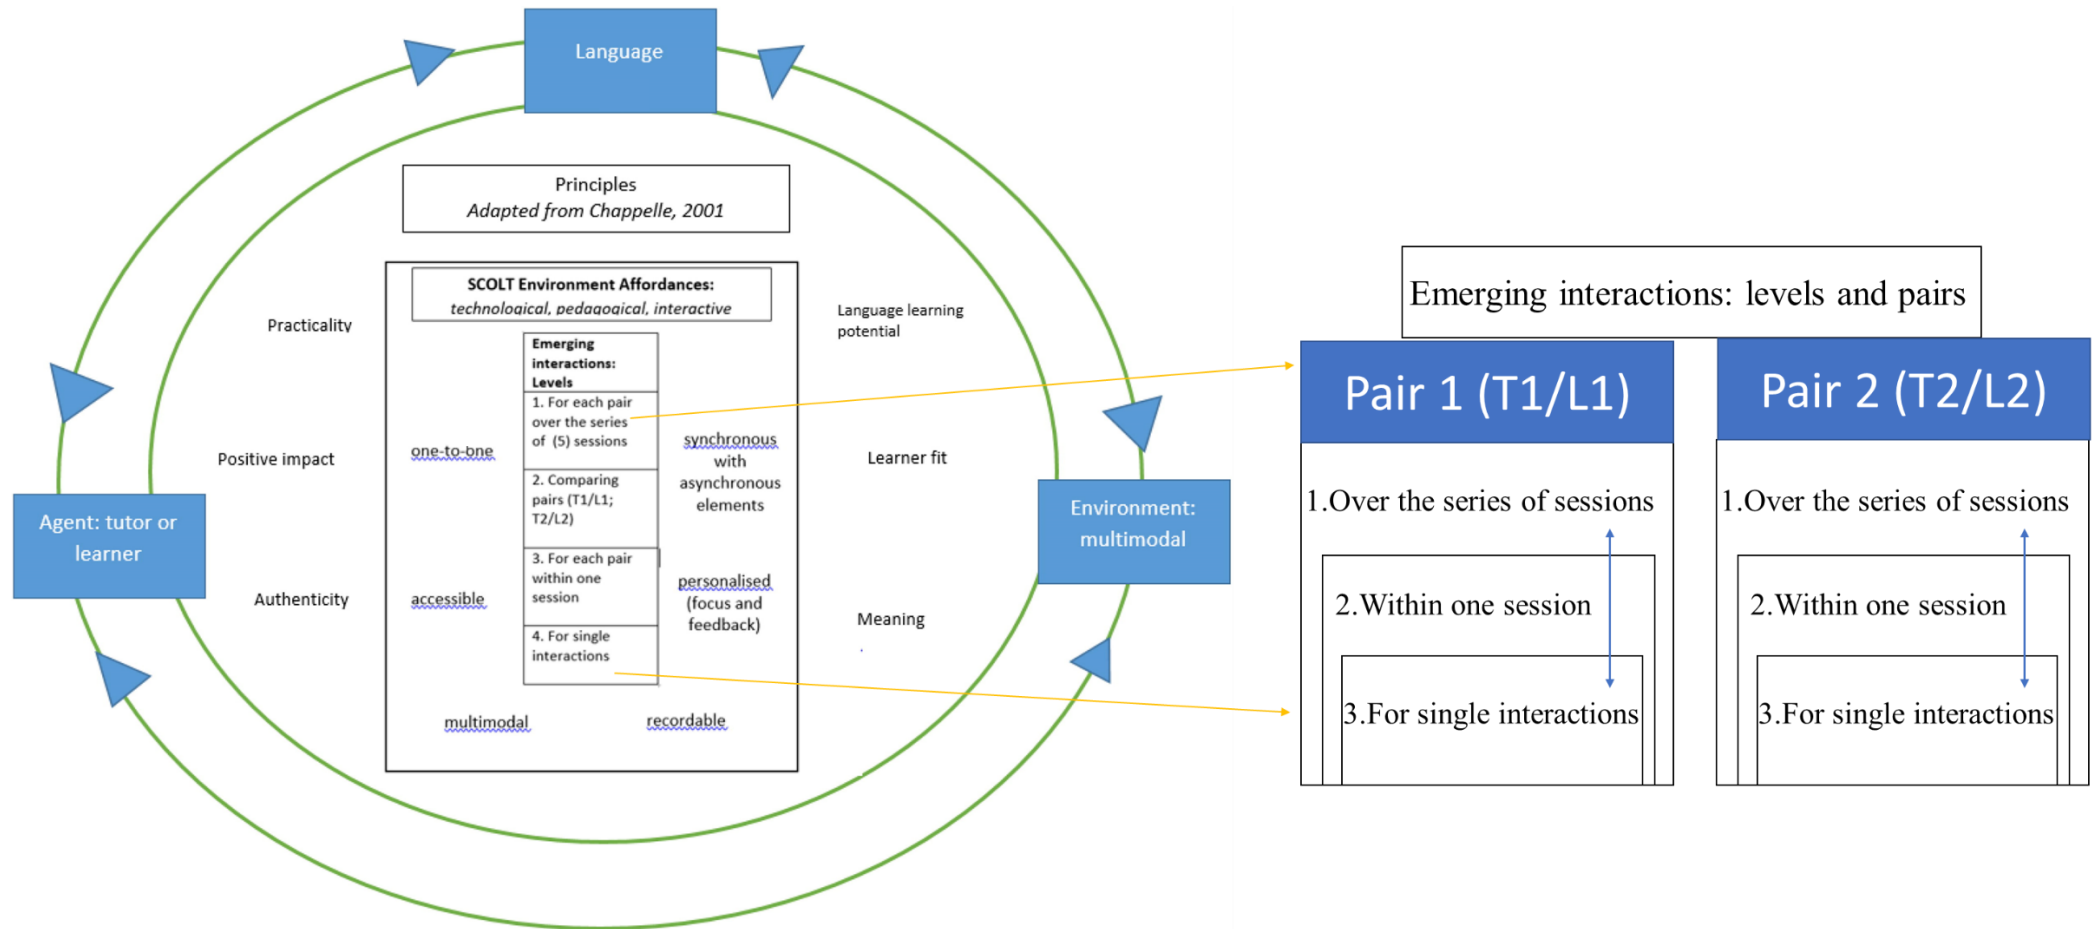 Language
Principles
Adapted from Chappelle, 2001
SCOLT Environment Affordances:
technological, pedagogical, interactive
Practicality
Positive impact
Authenticity
Language learning
potential
Learner fit
Meaning
one-to-one
accessible
multimodal
Emerging
interactions:
Levels
1. For each pair
over the series
of (5) sessions
2. Comparing
pairs (T1/L1;
T2/L2)
3. For each pair
within one
session
4. For single
interactions
synchronous
with
asynchronous
elements
personalised
(focus and
feedback)
recordable
Agent: tutor or
learner
Environment:
multimodal
Emerging interactions: levels and pairs
Pair 1 (T1/L1)
1.Over the series of sessions
2.Within one session
3.For single interactions
Pair 2 (T2/L2)
1.Over the series of sessions
2.Within one session
3.For single interactions